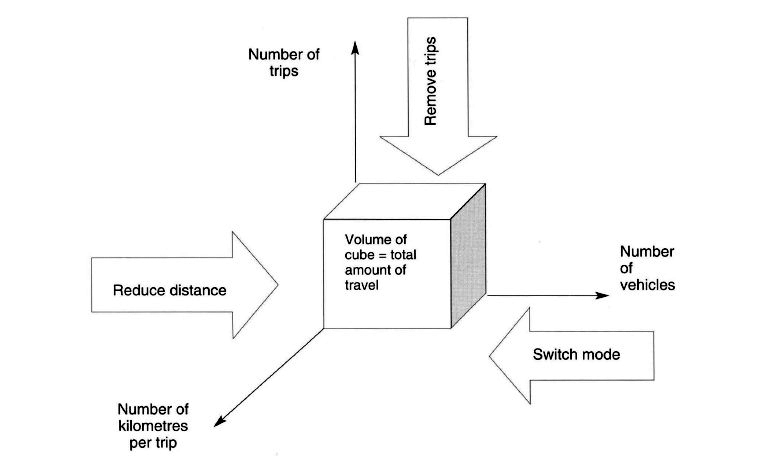 Number of
trips
Remove trips
Volume of
cube = total
amount of
travel
Number
of
vehicles
Reduce distance
Switch mode
Number of
kilometres
per trip